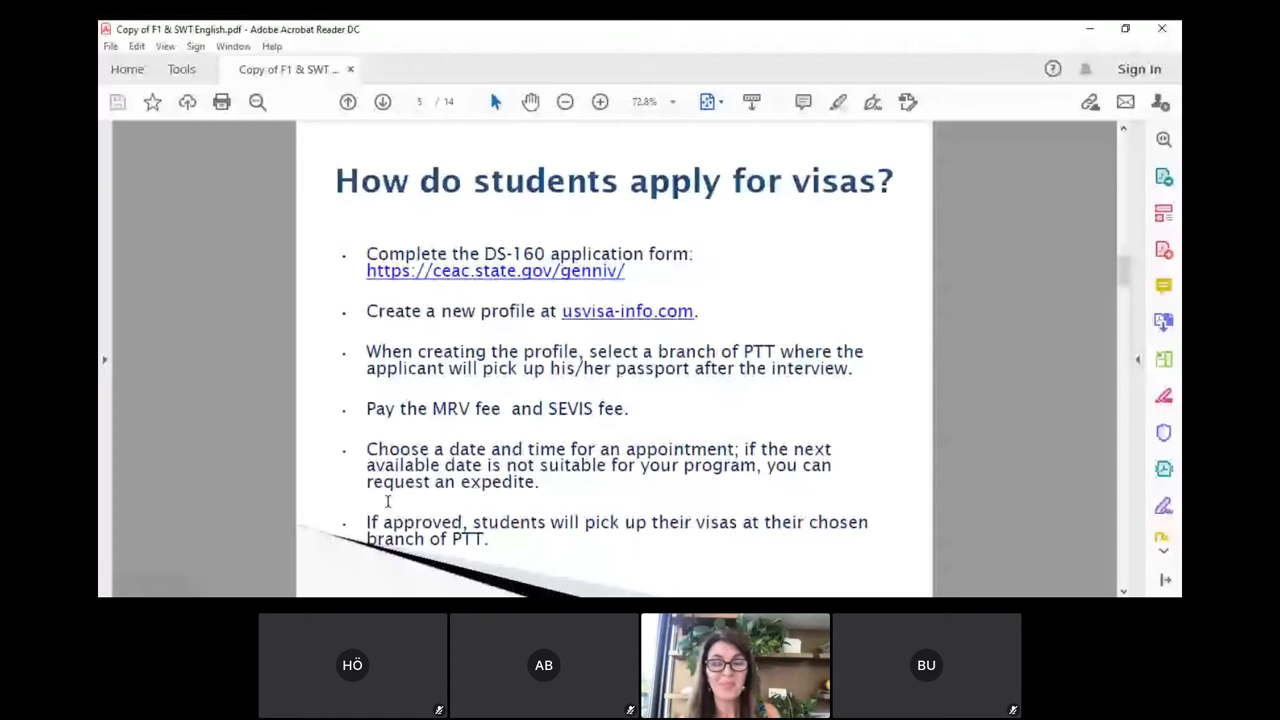 Copy of F1 & SWT English.pdf - Adobe Acrobat Reader DC
File Edit View Sign Window Help
Home Tools Copy of F1 & SWT ... × Sign In
5 / 14 72.8%
How do students apply for visas?
• Complete the DS-160 application form:
https://ceac.state.gov/genniv/
• Create a new profile at usvisa-info.com.
• When creating the profile, select a branch of PTT where the
applicant will pick up his/her passport after the interview.
• Pay the MRV fee and SEVIS fee.
• Choose a date and time for an appointment; if the next
available date is not suitable for your program, you can
request an expedite.
• If approved, students will pick up their visas at their chosen
branch of PTT.
HÖ AB BU